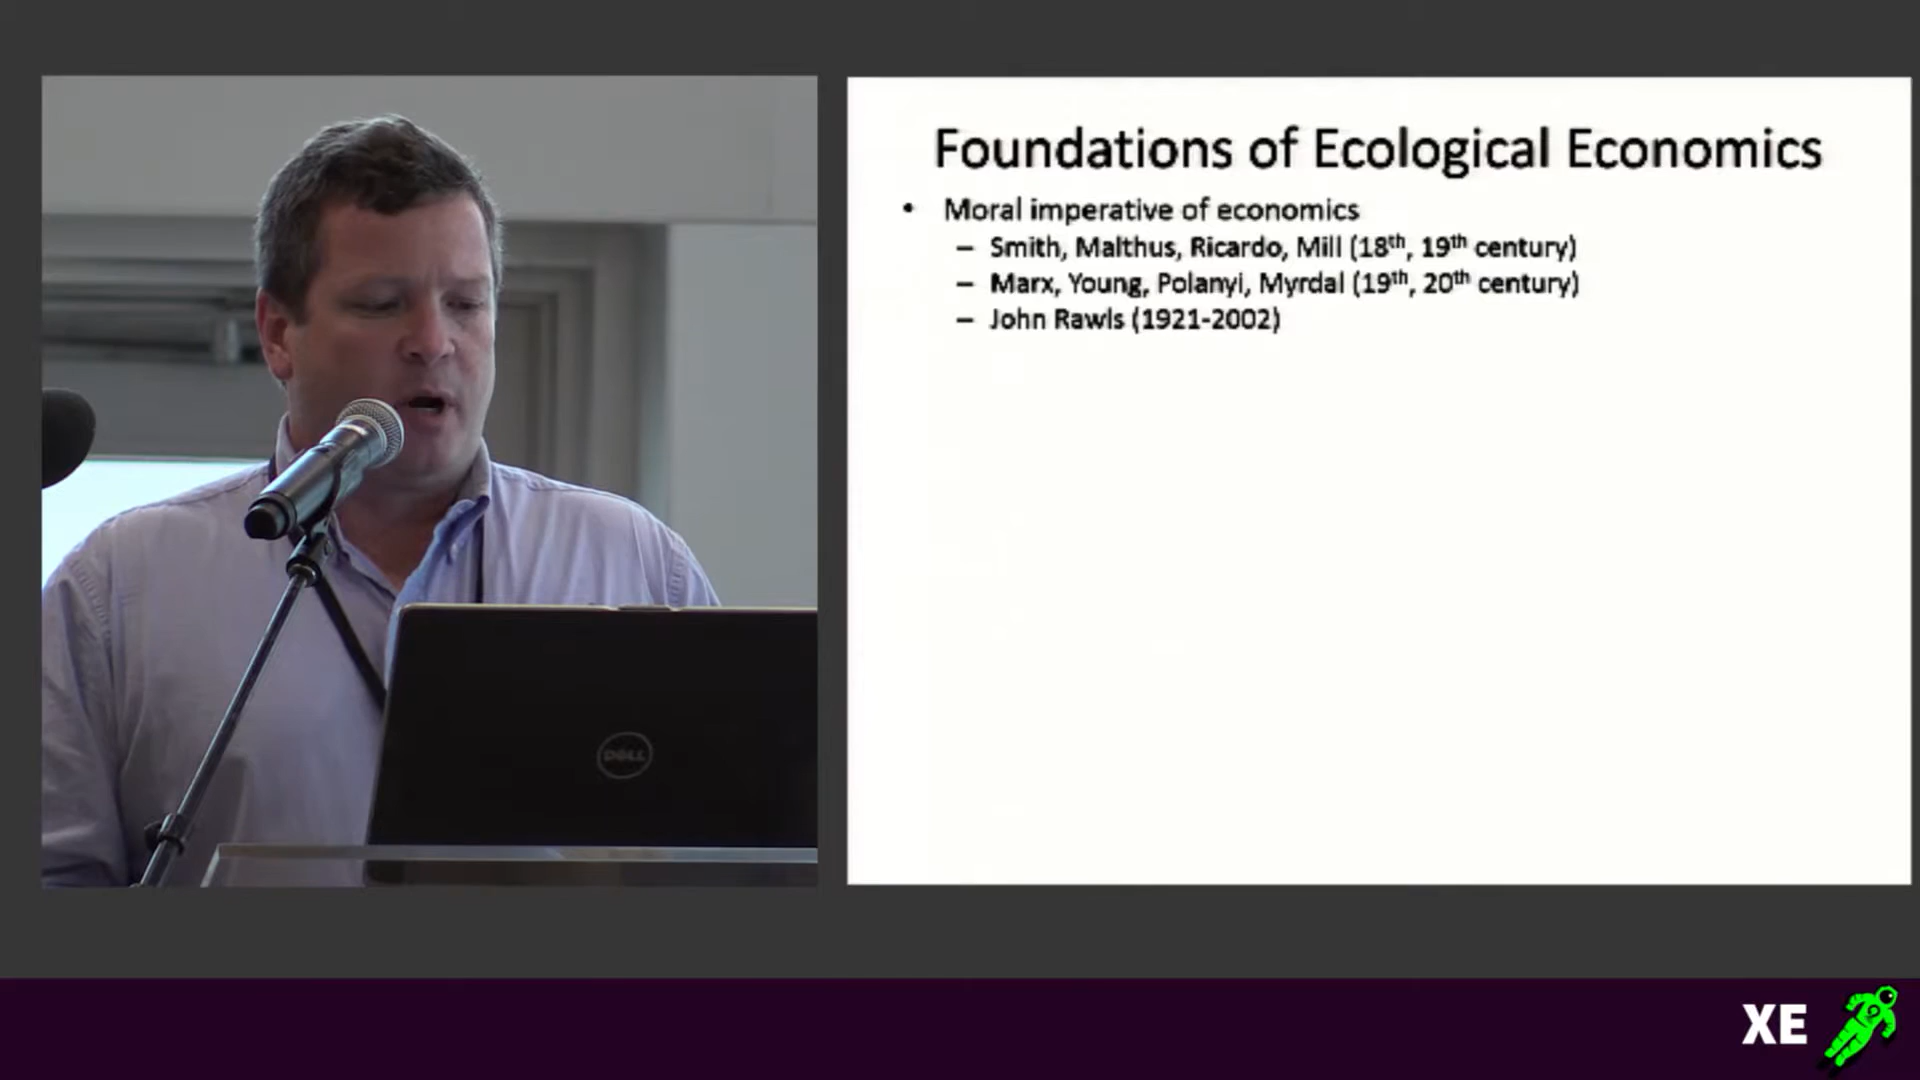 Foundations of Ecological Economics
• Moral imperative of economics
– Smith, Malthus, Ricardo, Mill (18th, 19th century)
– Marx, Young, Polanyi, Myrdal (19th, 20th century)
– John Rawls (1921-2002)
DELL
XE